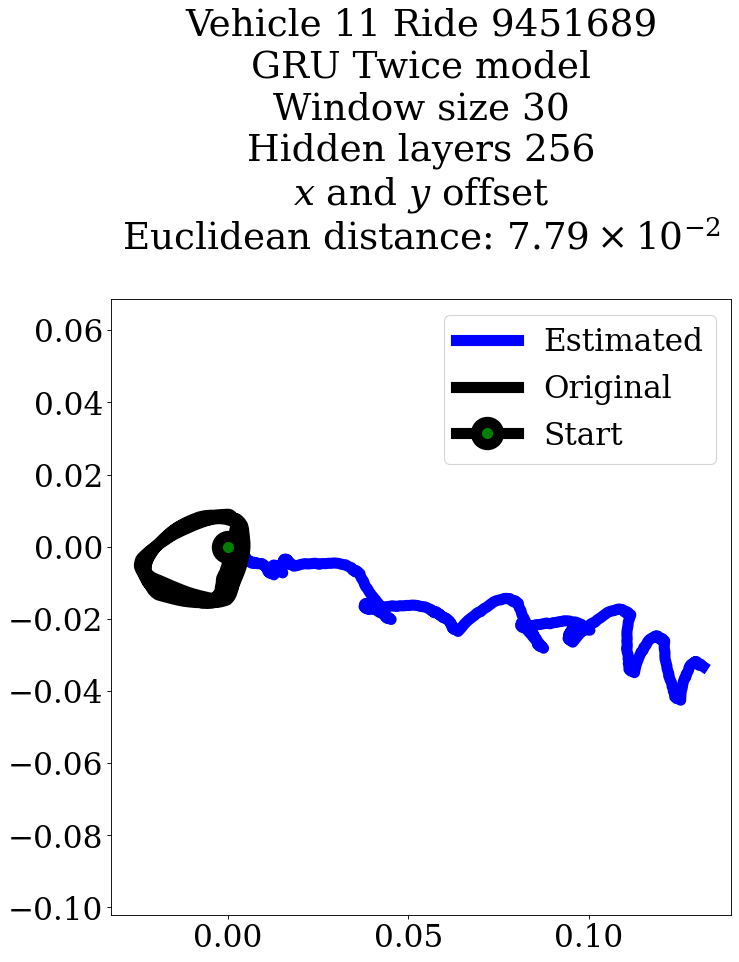 Vehicle 11 Ride 9451689
GRU Twice model
Window size 30
Hidden layers 256
x and y offset
Euclidean distance: 7.79 × 10⁻²
Estimated
Original
Start
0.06
0.04
0.02
0.00
−0.02
−0.04
−0.06
−0.08
−0.10
0.00 0.05 0.10